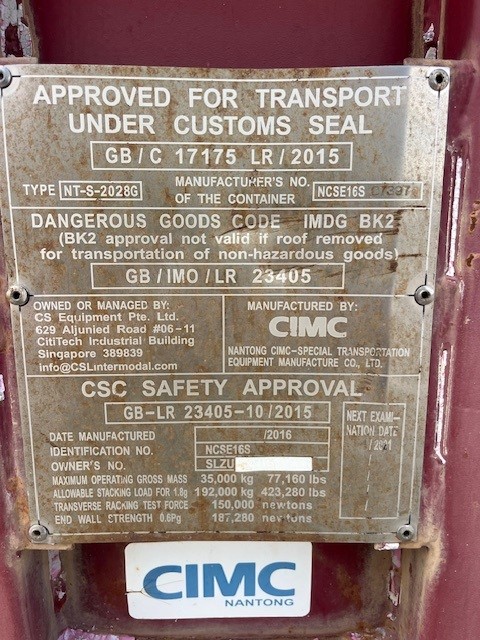 APPROVED FOR TRANSPORT
UNDER CUSTOMS SEAL
GB/C 17175 LR/2015
TYPE NT-S-2028G MANUFACTURER'S NO. OF THE CONTAINER NCSE16S
DANGEROUS GOODS CODE IMDG BK2
(BK2 approval not valid if roof removed
for transportation of non-hazardous goods)
GB/IMO/LR 23405
OWNED OR MANAGED BY:
CS Equipment Pte. Ltd.
629 Aljunied Road #06-11
CitiTech Industrial Building
Singapore 389839
info@CSLintermodal.com
MANUFACTURED BY:
CIMC
NANTONG CIMC-SPECIAL TRANSPORTATION
EQUIPMENT MANUFACTURE CO., LTD.
CSC SAFETY APPROVAL
GB-LR 23405-10/2015
DATE MANUFACTURED /2016
IDENTIFICATION NO. NCSE16S
OWNER'S NO. SLZU
MAXIMUM OPERATING GROSS MASS 35,000 kg 77,160 lbs
ALLOWABLE STACKING LOAD FOR 1.8g 192,000 kg 423,280 lbs
TRANSVERSE RACKING TEST FORCE 150,000 newtons
END WALL STRENGTH 0.6Pg 187,280 newtons
NEXT EXAMI-
NATION DATE
/2021
CIMC
NANTONG